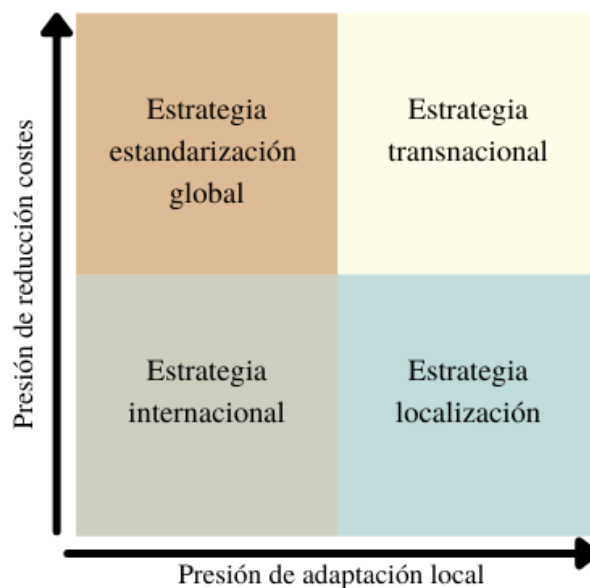 Presión de reducción costes
Estrategia
estandarización
global
Estrategia
transnacional
Estrategia
internacional
Estrategia
localización
Presión de adaptación local